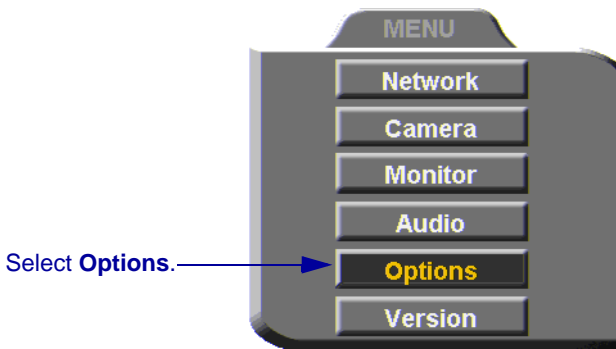 MENU
Network
Camera
Monitor
Audio
Select Options.
Options
Version